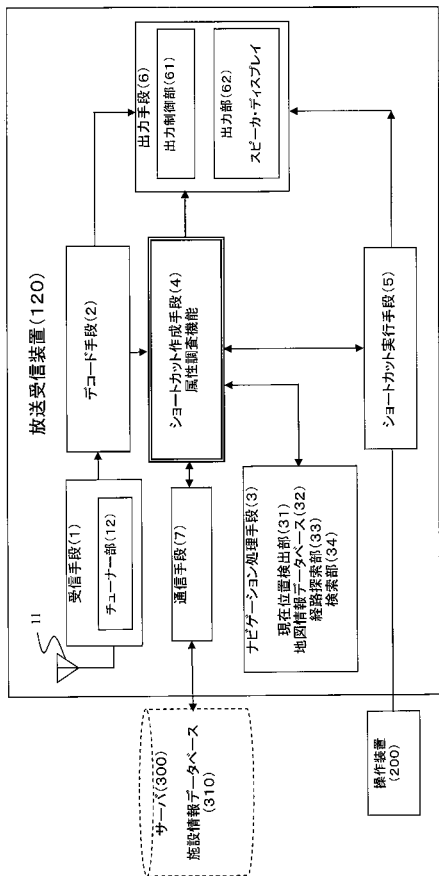 放送受信装置(120)
11
受信手段(1)
チューナー部(12)
デコード手段(2)
出力手段(6)
出力制御部(61)
出力部(62)
スピーカ・ディスプレイ
サーバ(300)
施設情報データベース
(310)
通信手段(7)
ショートカット作成手段(4)
属性調査機能
ナビゲーション処理手段(3)
現在位置検出部(31)
地図情報データベース(32)
経路探索部(33)
検索部(34)
操作装置
(200)
ショートカット実行手段(5)